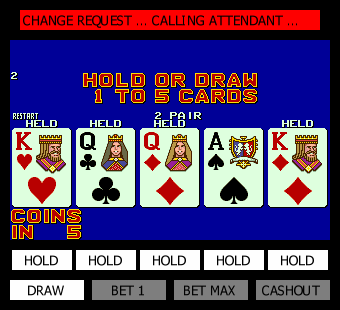 CHANGE REQUEST ... CALLING ATTENDANT ...
2
HOLD OR DRAW
1 TO 5 CARDS
RESTART
2 PAIR
HELD HELD HELD HELD
K Q Q A K
COINS
IN 5
HOLD HOLD HOLD HOLD HOLD
DRAW BET 1 BET MAX CASHOUT